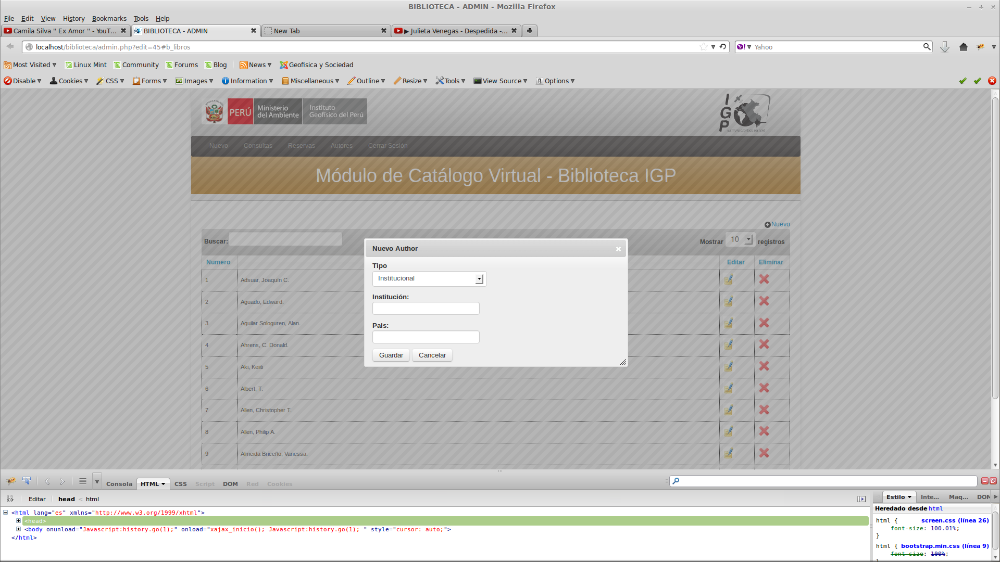 BIBLIOTECA - ADMIN - Mozilla Firefox
File Edit View History Bookmarks Tools Help
Camila Silva '' Ex Amor '' - YouT... BIBLIOTECA - ADMIN New Tab ▶ Julieta Venegas - Despedida -...
localhost/biblioteca/admin.php?edit=45#b_libros Yahoo
Most Visited Linux Mint Community Forums Blog News Geofisica y Sociedad
Disable Cookies CSS Forms Images Information Miscellaneous Outline Resize Tools View Source Options
PERÚ Ministerio del Ambiente Instituto Geofísico del Perú
IGP
Nuevo Consultas Reservas Autores Cerrar Sesión
Módulo de Catálogo Virtual - Biblioteca IGP
Nuevo
Buscar: Mostrar 10 registros
Numero Editar Eliminar
1 Adsuar, Joaquín C.
2 Aguado, Edward.
3 Aguilar Sologuren, Alan.
4 Ahrens, C. Donald.
5 Aki, Keiiti
6 Albert, T.
7 Allen, Christopher T.
8 Allen, Philip A.
9 Almeida Briceño, Vanessa.
Nuevo Author
Tipo
Institucional
Institución:
Pais:
Guardar Cancelar
Consola HTML CSS Script DOM Red Cookies
Editar head < html
<html lang="es" xmlns="http://www.w3.org/1999/xhtml">
<head>
<body onunload="Javascript:history.go(1);" onload="xajax_inicio(); Javascript:history.go(1); " style="cursor: auto;">
</html>
Estilo Inte... Maq... DOM
Heredado desde html
html { screen.css (línea 26)
font-size: 100.01%;
}
html { bootstrap.min.css (línea 9)
font-size: 100%;